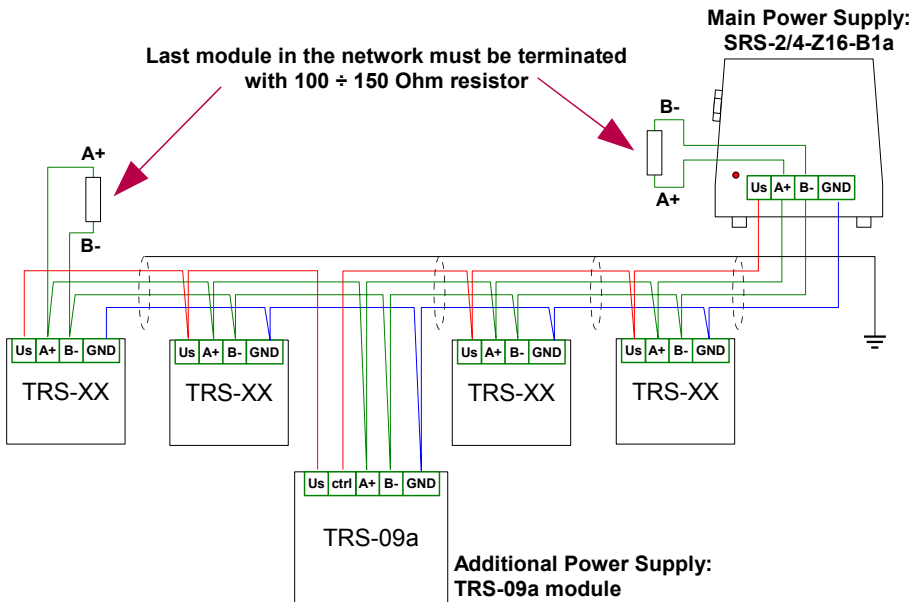 Main Power Supply:
SRS-2/4-Z16-B1a
Last module in the network must be terminated
with 100 ÷ 150 Ohm resistor
B-
A+
A+
B-
Us A+ B- GND
Us A+ B- GND
TRS-XX
Us A+ B- GND
TRS-XX
Us A+ B- GND
TRS-XX
Us A+ B- GND
TRS-XX
Us ctrl A+ B- GND
TRS-09a
Additional Power Supply:
TRS-09a module